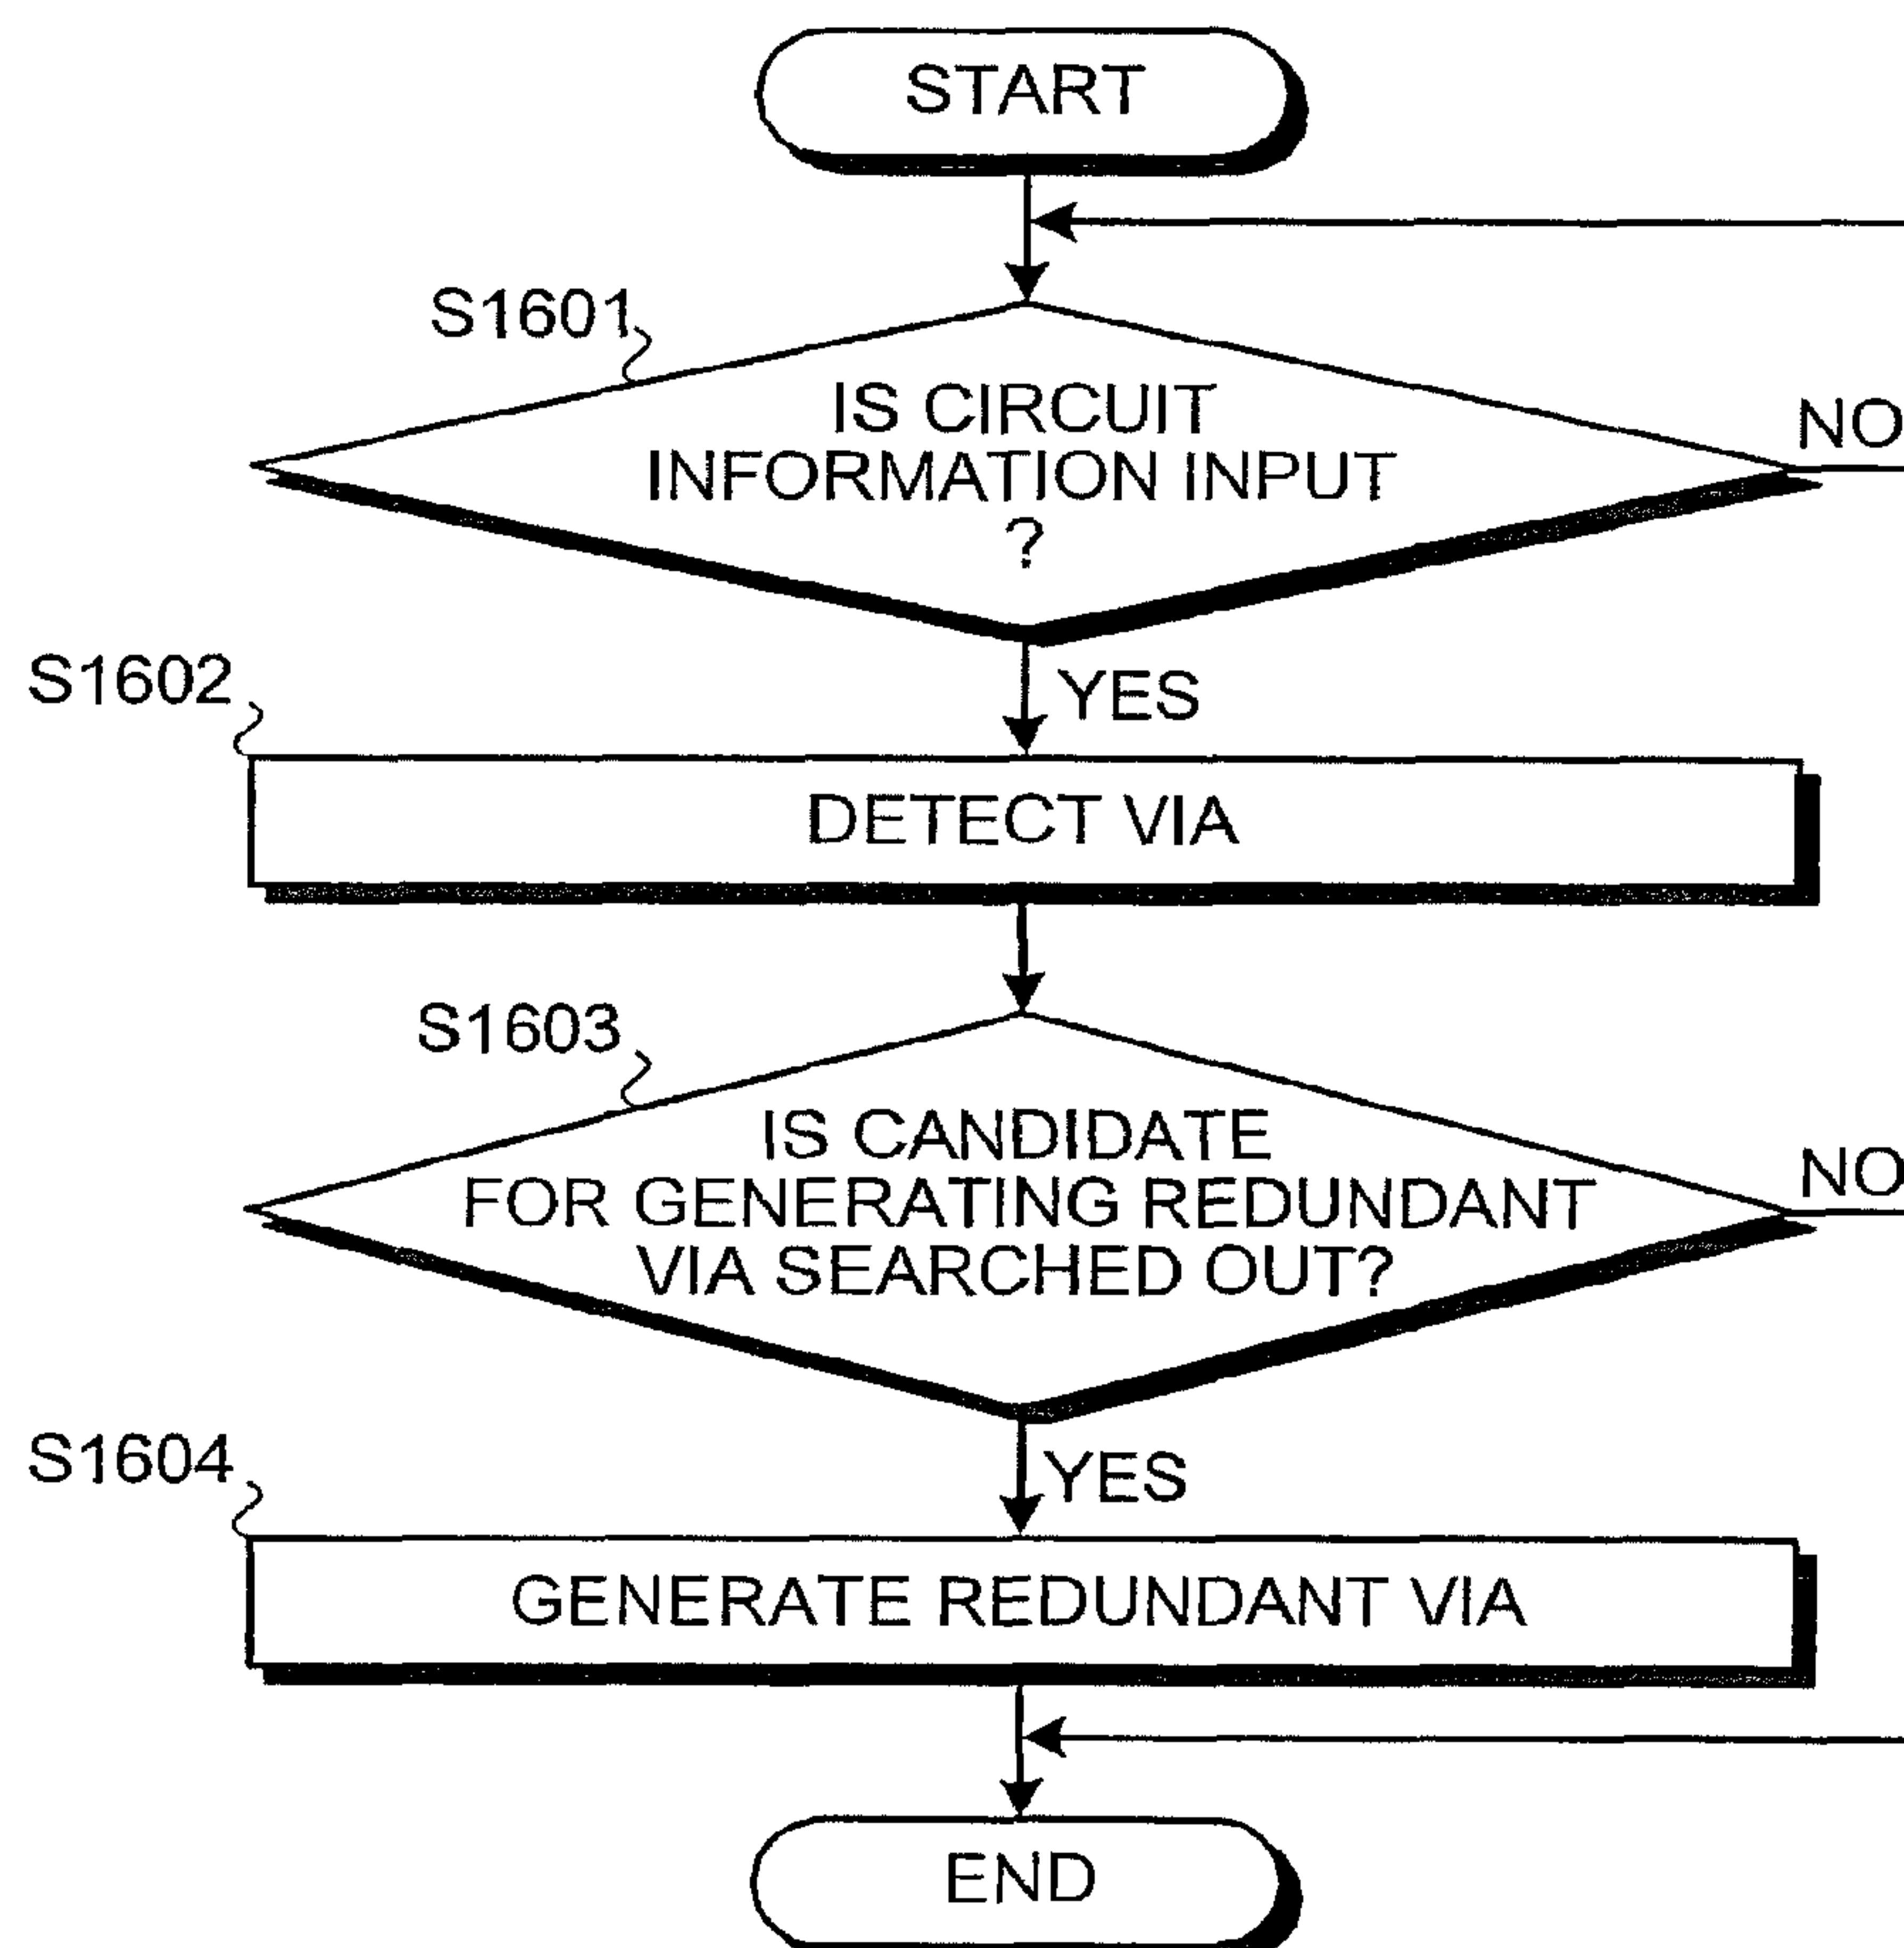 START
S1601
IS CIRCUIT
INFORMATION INPUT
?
NO
YES
S1602
DETECT VIA
S1603
IS CANDIDATE
FOR GENERATING REDUNDANT
VIA SEARCHED OUT?
NO
YES
S1604
GENERATE REDUNDANT VIA
END